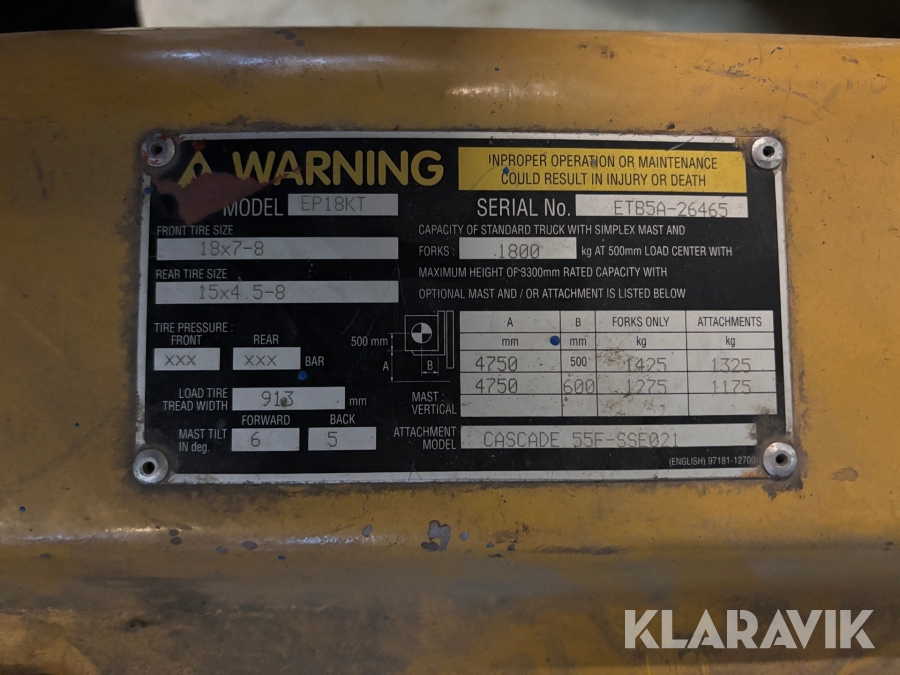 WARNING
INPROPER OPERATION OR MAINTENANCE
COULD RESULT IN INJURY OR DEATH
MODEL EP18KT SERIAL No. ETB5A-26465
FRONT TIRE SIZE
18x7-8
REAR TIRE SIZE
15x4.5-8
CAPACITY OF STANDARD TRUCK WITH SIMPLEX MAST AND
FORKS : 1800 kg AT 500mm LOAD CENTER WITH
MAXIMUM HEIGHT OF 3300mm RATED CAPACITY WITH
OPTIONAL MAST AND / OR ATTACHMENT IS LISTED BELOW
TIRE PRESSURE :
FRONT REAR
XXX XXX BAR
LOAD TIRE
TREAD WIDTH 913 mm
FORWARD BACK
MAST TILT
IN deg. 6 5
500 mm
A
B
A B FORKS ONLY ATTACHMENTS
mm mm kg kg
4750 500 1425 1325
4750 600 1275 1175
MAST :
VERTICAL
ATTACHMENT
MODEL CASCADE 55F-SSF021
(ENGLISH) 97181-12700
KLARAVIK